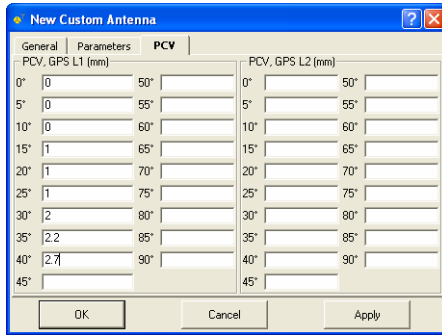 New Custom Antenna
General Parameters PCV
PCV, GPS L1 (mm) PCV, GPS L2 (mm)
0° 0 50° 0° 50°
5° 0 55° 5° 55°
10° 0 60° 10° 60°
15° 1 65° 15° 65°
20° 1 70° 20° 70°
25° 1 75° 25° 75°
30° 2 80° 30° 80°
35° 2.2 85° 35° 85°
40° 2.7 90° 40° 90°
45° 45°
OK Cancel Apply